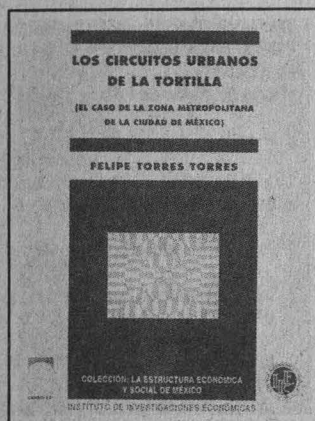 LOS CIRCUITOS URBANOS
DE LA TORTILLA
(EL CASO DE LA ZONA METROPOLITANA
DE LA CIUDAD DE MÉXICO)
FELIPE TORRES TORRES
COLECCIÓN: LA ESTRUCTURA ECONÓMICA
Y SOCIAL DE MÉXICO
INSTITUTO DE INVESTIGACIONES ECONÓMICAS